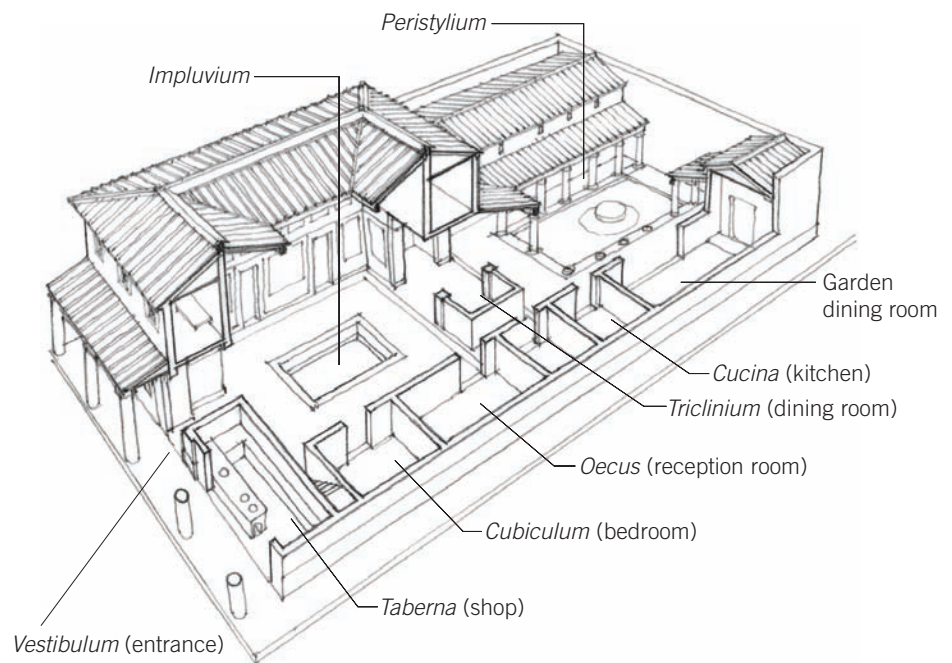 Peristylium
Impluvium
Garden
dining room
Cucina (kitchen)
Triclinium (dining room)
Oecus (reception room)
Cubiculum (bedroom)
Taberna (shop)
Vestibulum (entrance)